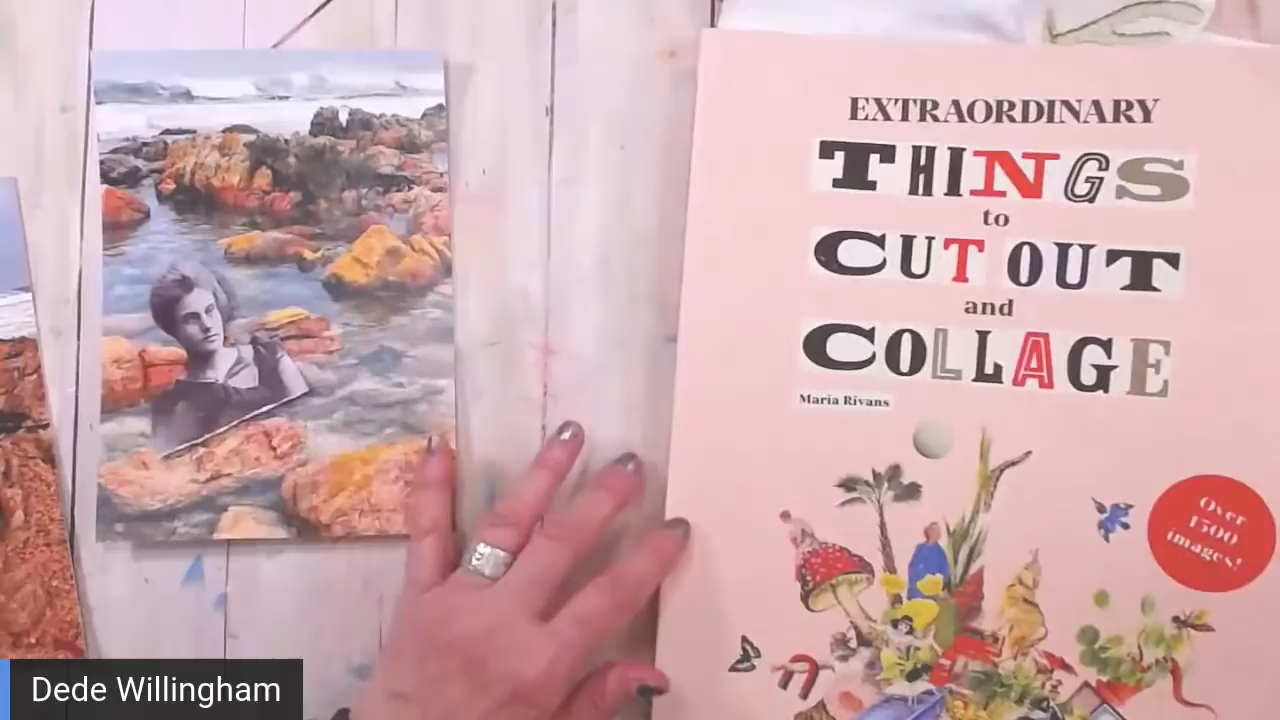 EXTRAORDINARY
THINGS
to
CUT OUT
and
COLLAGE
Maria Rivans
Over
1500
images!
Dede Willingham